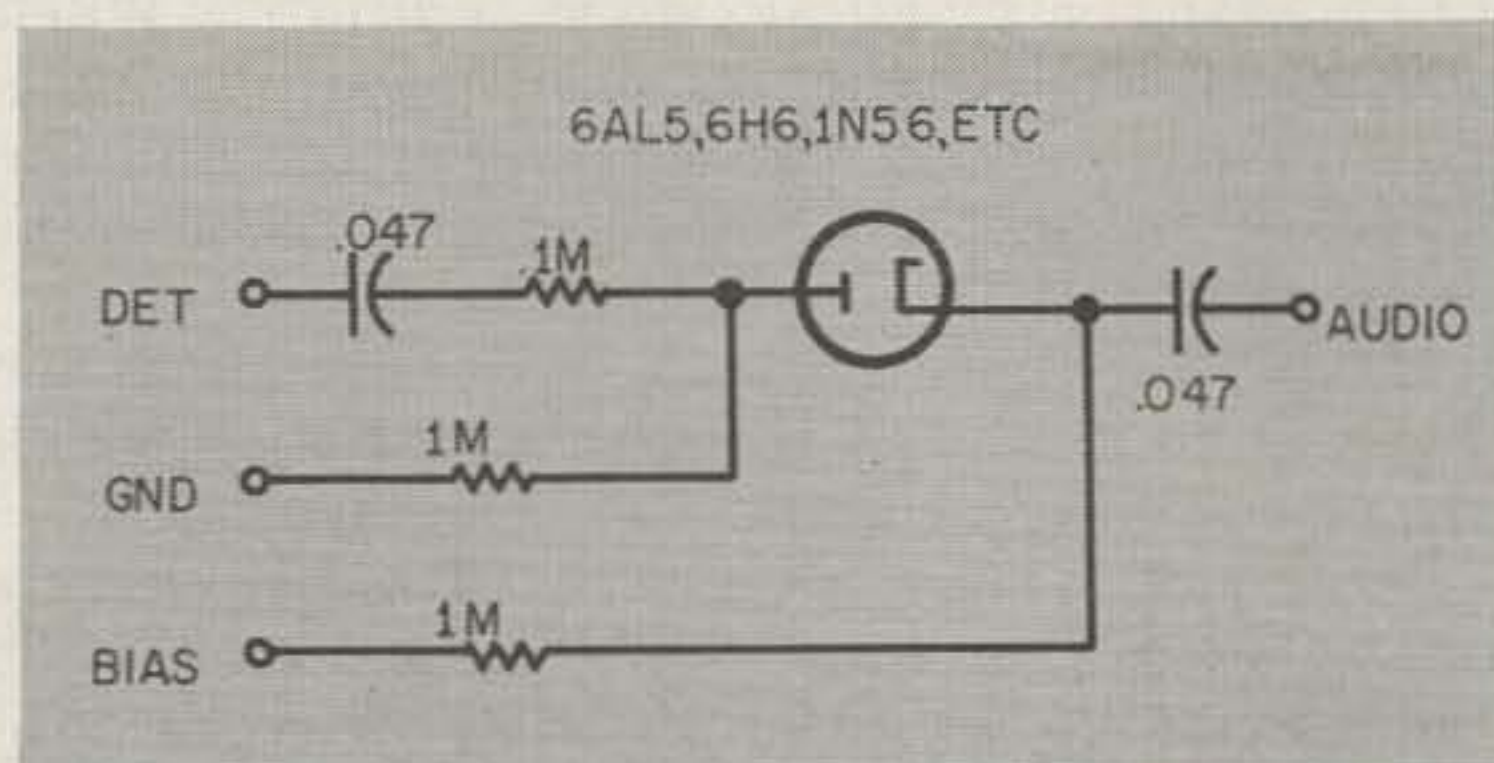 6AL5,6H6,1N56,ETC
.047
.1M
DET
AUDIO
.047
1M
GND
1M
BIAS